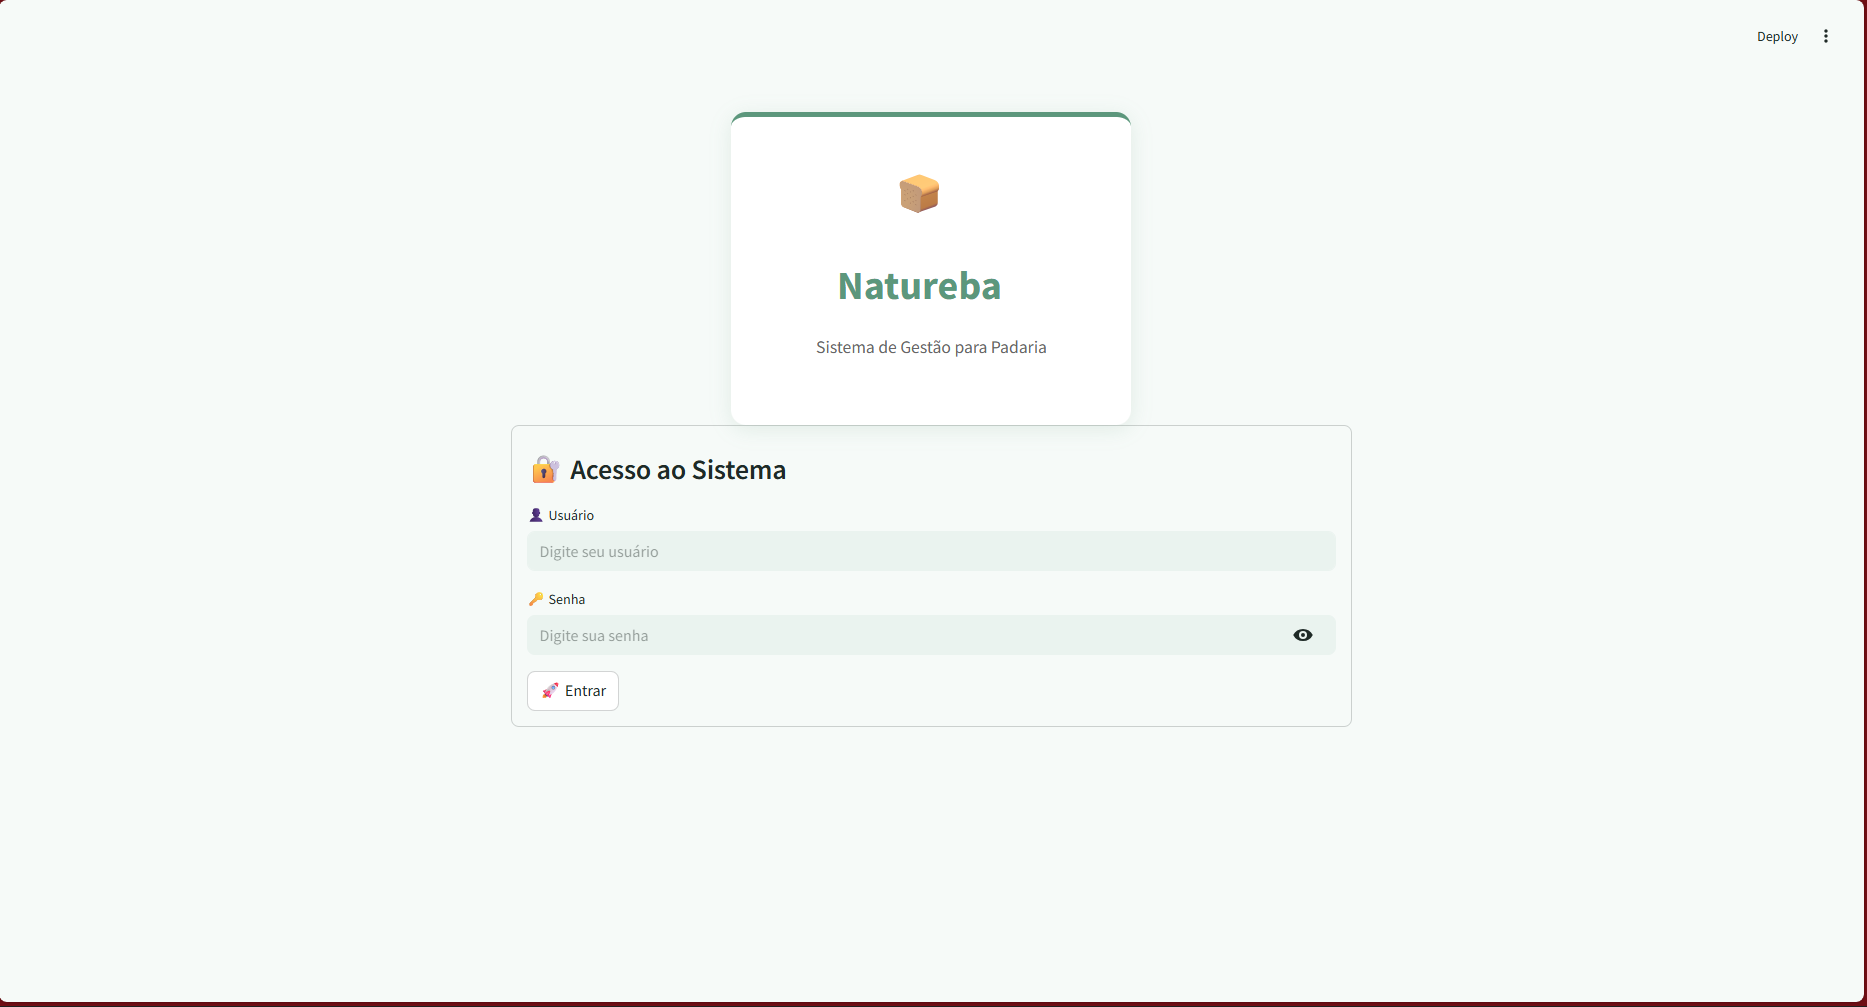 Deploy
Natureba
Sistema de Gestão para Padaria
Acesso ao Sistema
Usuário
Digite seu usuário
Senha
Digite sua senha
Entrar